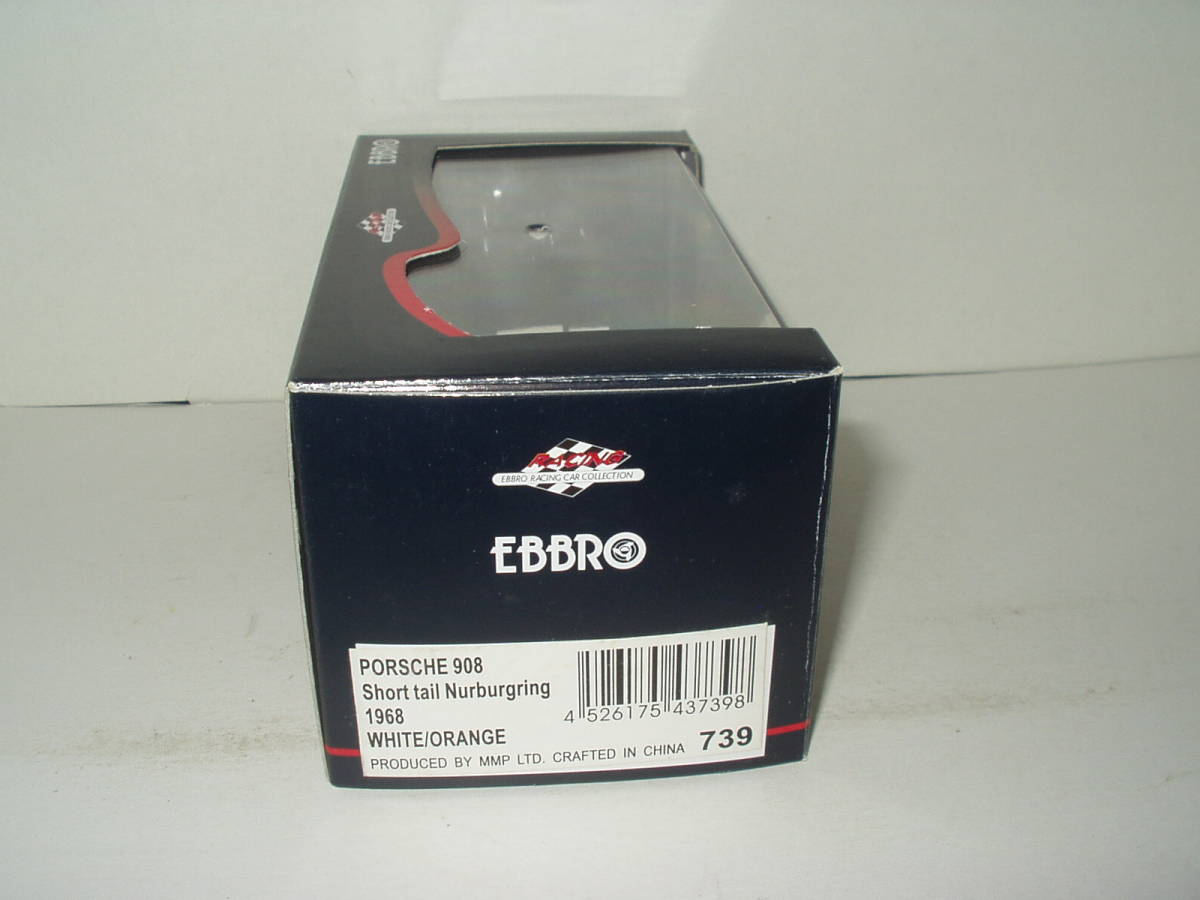 EBBRO
RACING
EBBRO RACING CAR COLLECTION
EBBRO
PORSCHE 908
Short tail Nurburgring
1968
WHITE/ORANGE
4 526175 437398
PRODUCED BY MMP LTD. CRAFTED IN CHINA 739